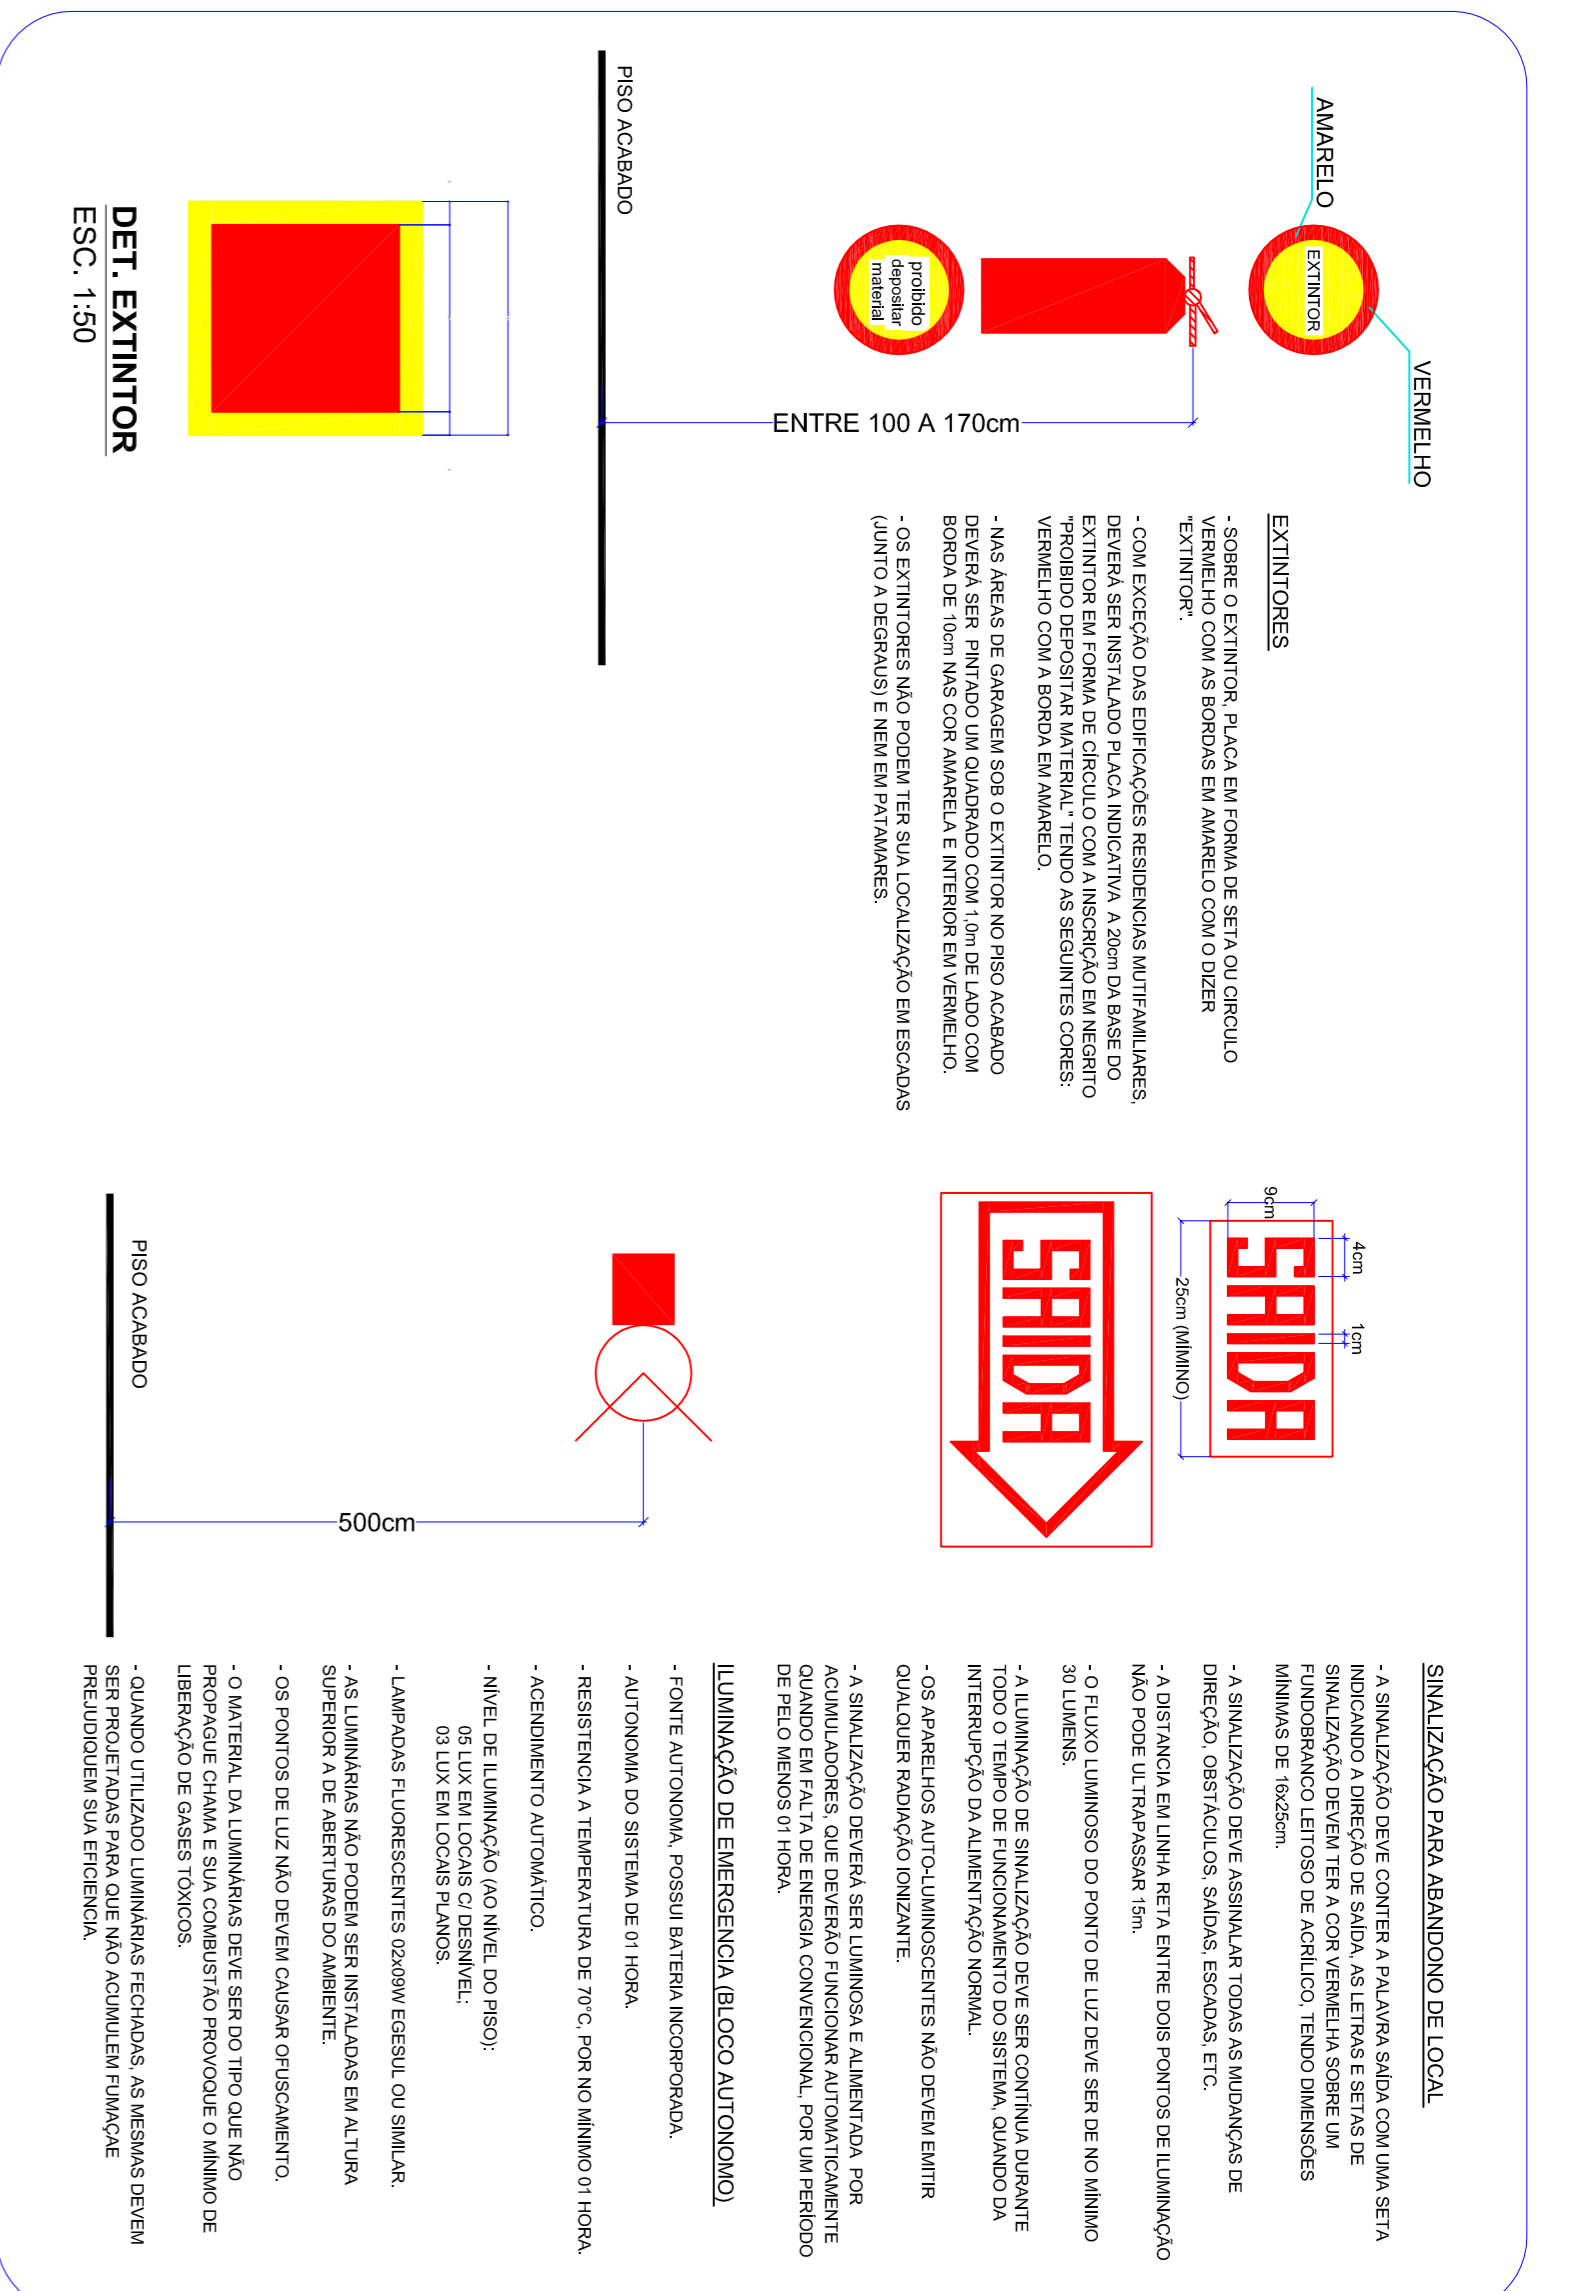 AMARELO
VERMELHO
EXTINTOR
proibido
depositar
material
ENTRE 100 A 170cm
PISO ACABADO
DET. EXTINTOR
ESC. 1:50
EXTINTORES
- SOBRE O EXTINTOR, PLACA EM FORMA DE SETA OU CIRCULO
VERMELHO COM AS BORDAS EM AMARELO COM O DIZER
"EXTINTOR".
- COM EXCEÇÃO DAS EDIFICAÇÕES RESIDENCIAS MUTIFAMILIARES,
DEVERÁ SER INSTALADO PLACA INDICATIVA A 20cm DA BASE DO
EXTINTOR EM FORMA DE CÍRCULO COM A INSCRIÇÃO EM NEGRITO
"PROIBIDO DEPOSITAR MATERIAL" TENDO AS SEGUINTES CORES:
VERMELHO COM A BORDA EM AMARELO.
- NAS ÁREAS DE GARAGEM SOB O EXTINTOR NO PISO ACABADO
DEVERÁ SER PINTADO UM QUADRADO COM 1,0m DE LADO COM
BORDA DE 10cm NAS COR AMARELA E INTERIOR EM VERMELHO.
- OS EXTINTORES NÃO PODEM TER SUA LOCALIZAÇÃO EM ESCADAS
(JUNTO A DEGRAUS) E NEM EM PATAMARES.
4cm
1cm
9cm
SAIDA
25cm (MÍMINO)
SAIDA
500cm
PISO ACABADO
SINALIZAÇÃO PARA ABANDONO DE LOCAL
- A SINALIZAÇÃO DEVE CONTER A PALAVRA SAÍDA COM UMA SETA
INDICANDO A DIREÇÃO DE SAÍDA, AS LETRAS E SETAS DE
SINALIZAÇÃO DEVEM TER A COR VERMELHA SOBRE UM
FUNDOBRANCO LEITOSO DE ACRÍLICO, TENDO DIMENSÕES
MÍNIMAS DE 16x25cm.
- A SINALIZAÇÃO DEVE ASSINALAR TODAS AS MUDANÇAS DE
DIREÇÃO, OBSTÁCULOS, SAÍDAS, ESCADAS, ETC.
- A DISTANCIA EM LINHA RETA ENTRE DOIS PONTOS DE ILUMINAÇÃO
NÃO PODE ULTRAPASSAR 15m.
- O FLUXO LUMINOSO DO PONTO DE LUZ DEVE SER DE NO MÍNIMO
30 LUMENS.
- A ILUMINAÇÃO DE SINALIZAÇÃO DEVE SER CONTÍNUA DURANTE
TODO O TEMPO DE FUNCIONAMENTO DO SISTEMA, QUANDO DA
INTERRUPÇÃO DA ALIMENTAÇÃO NORMAL.
- OS APARELHOS AUTO-LUMINOSCENTES NÃO DEVEM EMITIR
QUALQUER RADIAÇÃO IONIZANTE.
- A SINALIZAÇÃO DEVERÁ SER LUMINOSA E ALIMENTADA POR
ACUMULADORES, QUE DEVERÃO FUNCIONAR AUTOMATICAMENTE
QUANDO EM FALTA DE ENERGIA CONVENCIONAL, POR UM PERÍODO
DE PELO MENOS 01 HORA.
ILUMINAÇÃO DE EMERGENCIA (BLOCO AUTONOMO)
- FONTE AUTONOMA, POSSUI BATERIA INCORPORADA.
- AUTONOMIA DO SISTEMA DE 01 HORA.
- RESISTENCIA A TEMPERATURA DE 70°C, POR NO MÍNIMO 01 HORA.
- ACENDIMENTO AUTOMÁTICO.
- NÍVEL DE ILUMINAÇÃO (AO NÍVEL DO PISO):
05 LUX EM LOCAIS C/ DESNÍVEL;
03 LUX EM LOCAIS PLANOS.
- LAMPADAS FLUORESCENTES 02x09W EGESUL OU SIMILAR.
- AS LUMINÁRIAS NÃO PODEM SER INSTALADAS EM ALTURA
SUPERIOR A DE ABERTURAS DO AMBIENTE.
- OS PONTOS DE LUZ NÃO DEVEM CAUSAR OFUSCAMENTO.
- O MATERIAL DA LUMINÁRIAS DEVE SER DO TIPO QUE NÃO
PROPAGUE CHAMA E SUA COMBUSTÃO PROVOQUE O MÍNIMO DE
LIBERAÇÃO DE GASES TÓXICOS.
- QUANDO UTILIZADO LUMINÁRIAS FECHADAS, AS MESMAS DEVEM
SER PROJETADAS PARA QUE NÃO ACUMULEM FUMAÇAE
PREJUDIQUEM SUA EFICIENCIA.